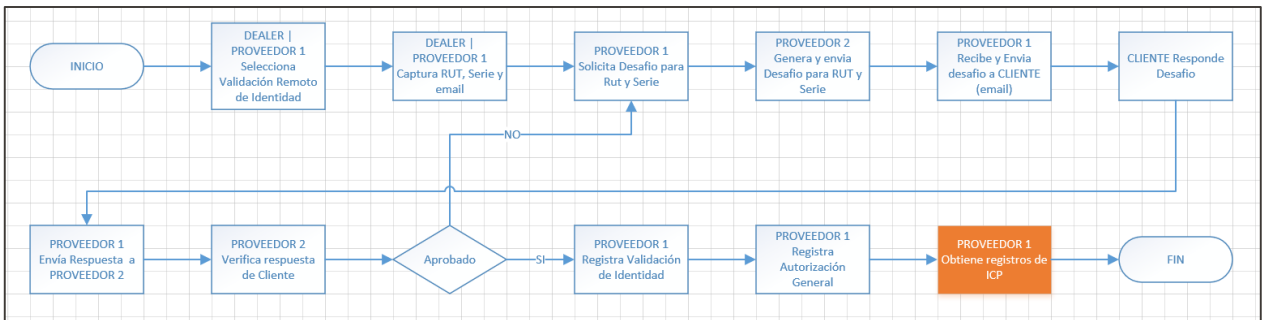 INICIO
DEALER |
PROVEEDOR 1
Selecciona
Validación Remoto
de Identidad
DEALER |
PROVEEDOR 1
Captura RUT, Serie y
email
PROVEEDOR 1
Solicita Desafio para
Rut y Serie
PROVEEDOR 2
Genera y envia
Desafio para RUT y
Serie
PROVEEDOR 1
Recibe y Envia
desafio a CLIENTE
(email)
CLIENTE Responde
Desafio
NO
PROVEEDOR 1
Envía Respuesta a
PROVEEDOR 2
PROVEEDOR 2
Verifica respuesta
de Cliente
Aprobado
SI
PROVEEDOR 1
Registra Validación
de Identidad
PROVEEDOR 1
Registra
Autorización
General
PROVEEDOR 1
Obtiene registros de
ICP
FIN